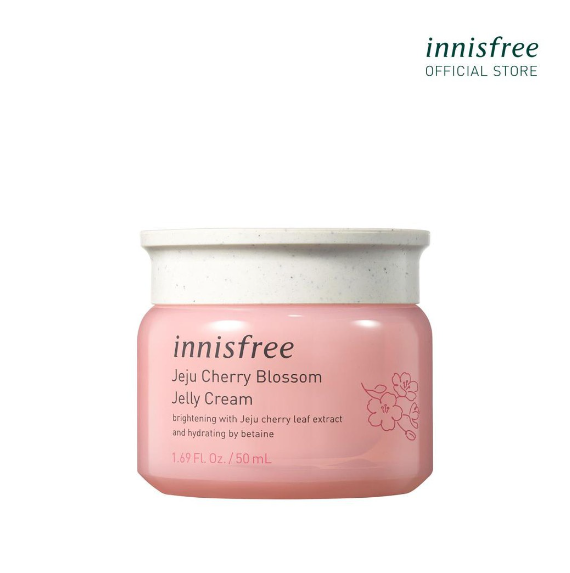 innisfree
OFFICIAL STORE
innisfree
Jeju Cherry Blossom
Jelly Cream
brightening with Jeju cherry leaf extract
and hydrating by betaine
1.69 FL Oz. / 50 mL